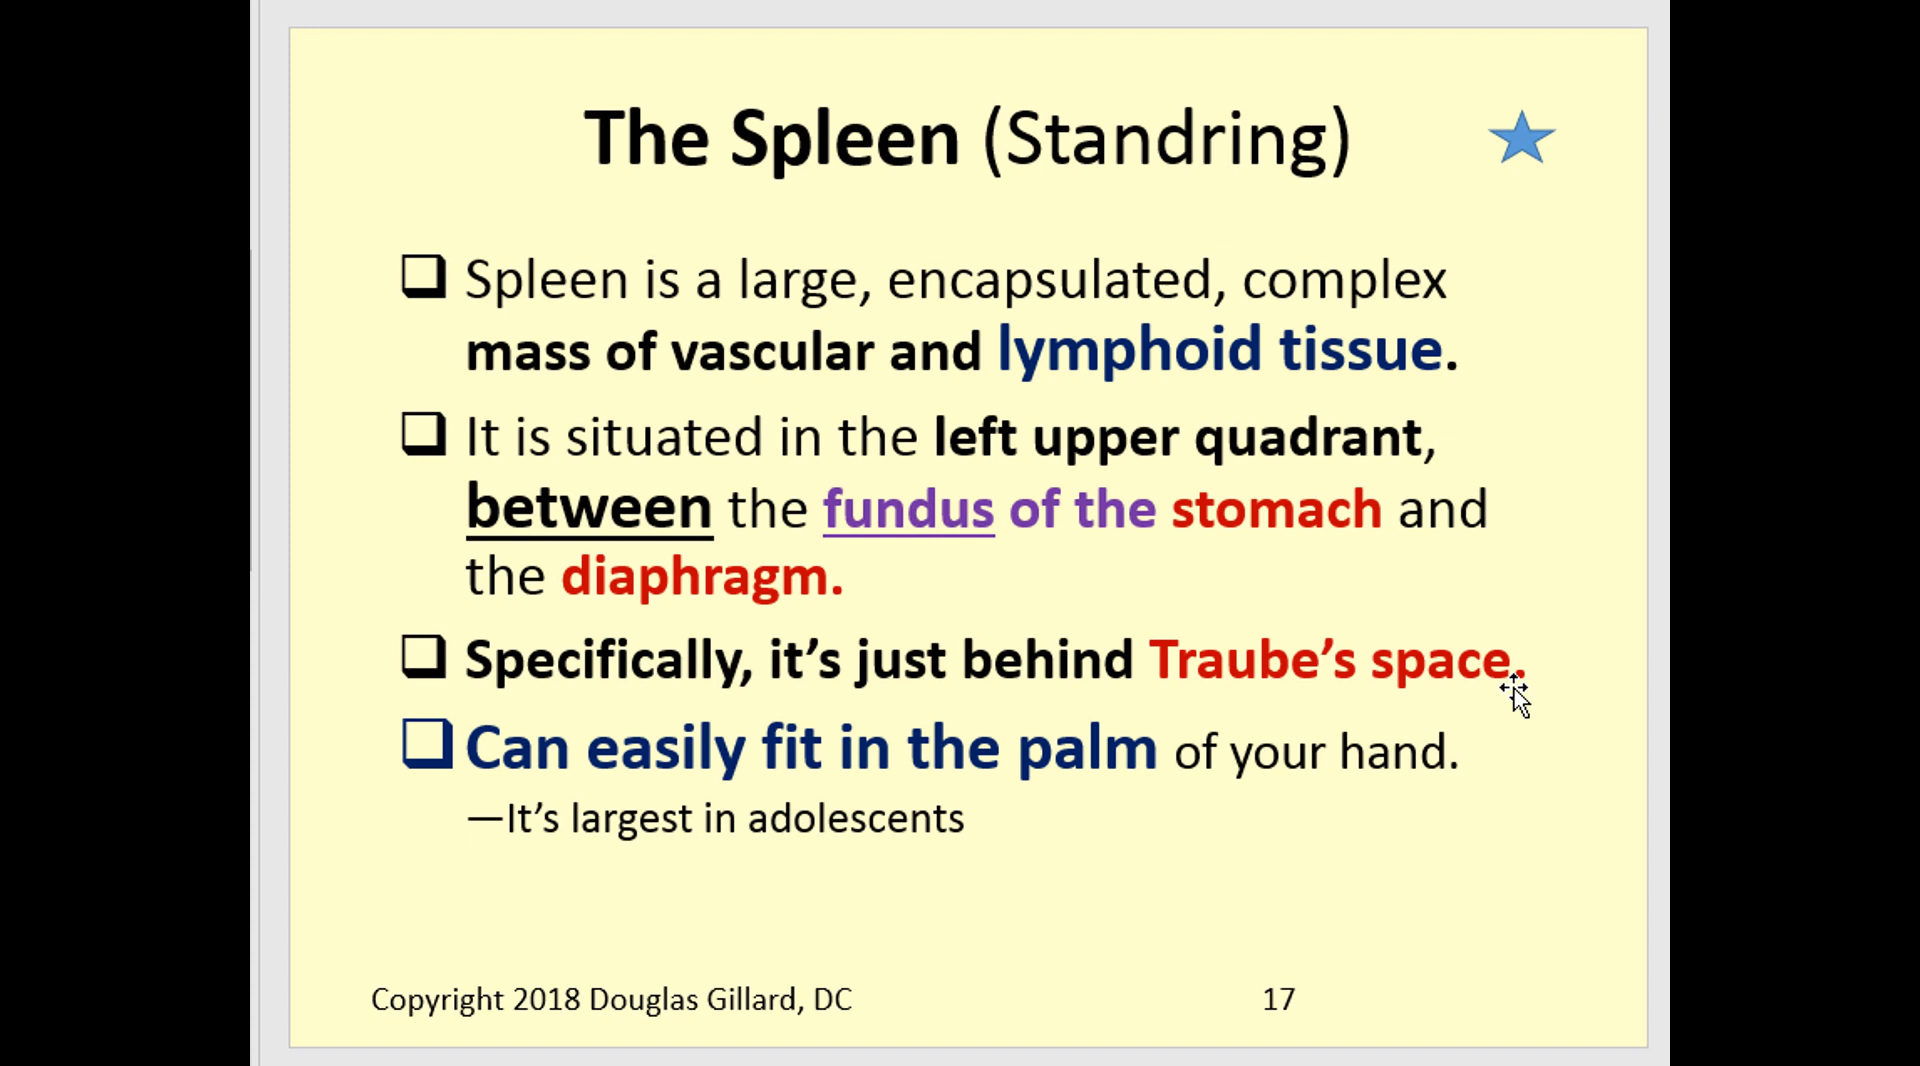 The Spleen (Standring)
Spleen is a large, encapsulated, complex
mass of vascular and lymphoid tissue.
It is situated in the left upper quadrant,
between the fundus of the stomach and
the diaphragm.
Specifically, it’s just behind Traube’s space.
Can easily fit in the palm of your hand.
—It’s largest in adolescents
Copyright 2018 Douglas Gillard, DC
17